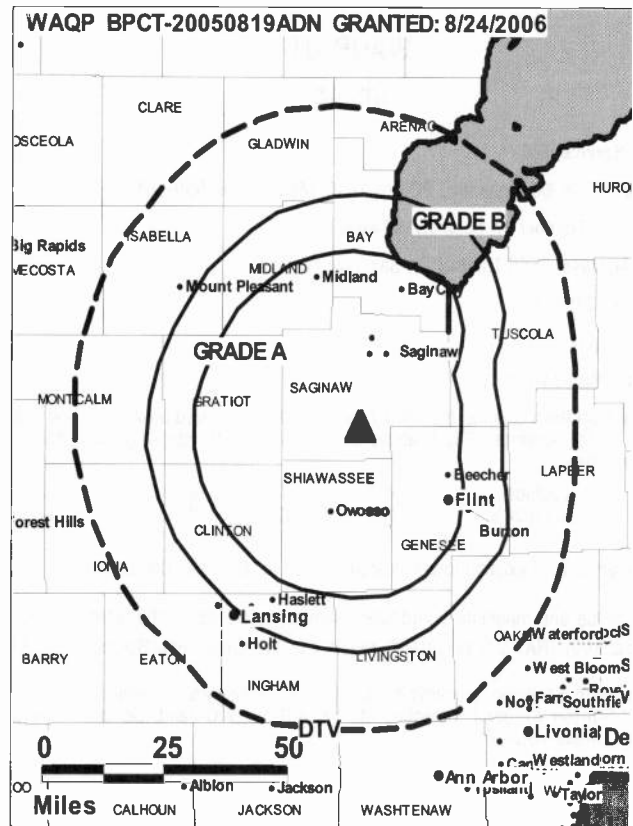 WAQP BPCT-20050819ADN GRANTED: 8/24/2006
CLARE
ARENAC
OSCEOLA
GLADWIN
HURO
GRADE B
ISABELLA
BAY
Big Rapids
MECOSTA
MIDLAND
Midland
Mount Pleasant
Bay City
TUSCOLA
GRADE A
Saginaw
SAGINAW
MONTCALM
GRATIOT
Beecher
LAPEER
SHIAWASSEE
Flint
Owosso
Forest Hills
CLINTON
Burton
GENESEE
IONIA
Haslett
Lansing
Holt
OAK
Waterford
BARRY
EATON
LIVINGSTON
West Bloom
INGHAM
Southfie
DTV
Livonia
De
0 25 50
Westland
Ann Arbor
Albion
Jackson
Taylor
Miles
CALHOUN
JACKSON
WASHTENAW